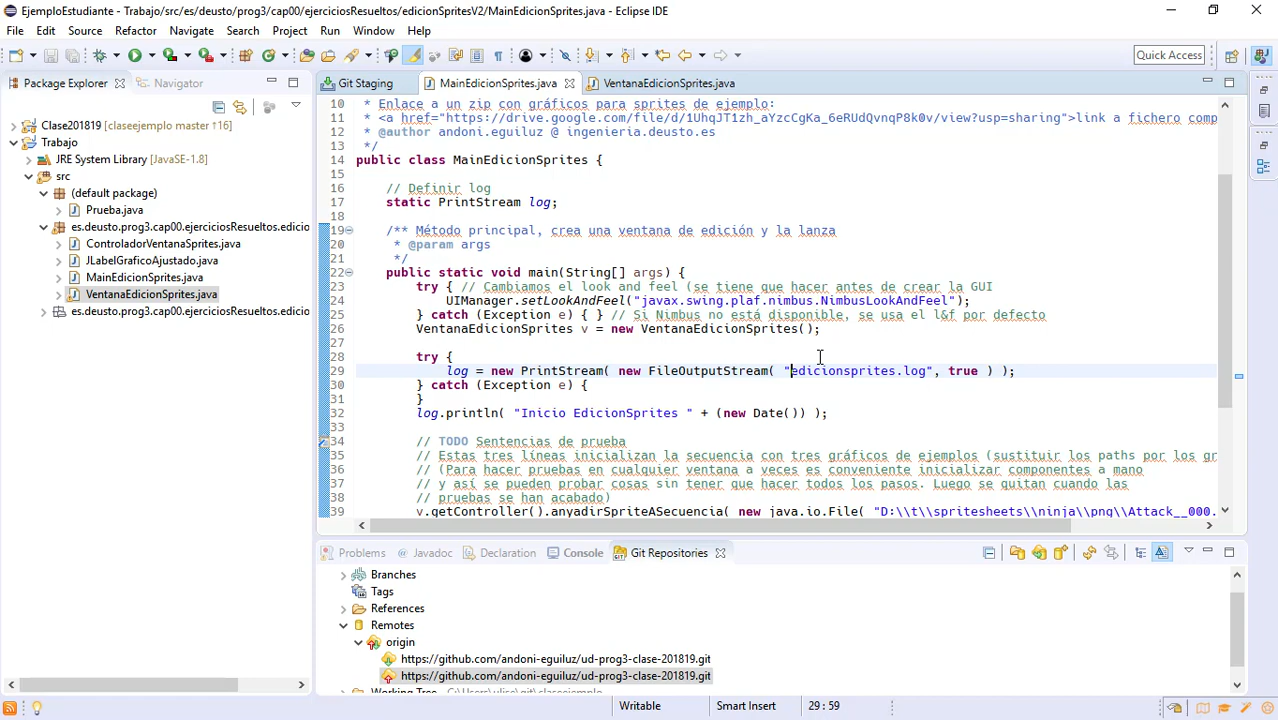 EjemploEstudiante - Trabajo/src/es/deusto/prog3/cap00/ejerciciosResueltos/edicionSpritesV2/MainEdicionSprites.java - Eclipse IDE
File Edit Source Refactor Navigate Search Project Run Window Help
Quick Access
Package Explorer
Navigator
Git Staging
MainEdicionSprites.java
VentanaEdicionSprites.java
Clase201819 [claseejemplo master ↑16]
Trabajo
JRE System Library [JavaSE-1.8]
src
(default package)
Prueba.java
es.deusto.prog3.cap00.ejerciciosResueltos.edicio
ControladorVentanaSprites.java
JLabelGraficoAjustado.java
MainEdicionSprites.java
VentanaEdicionSprites.java
es.deusto.prog3.cap00.ejerciciosResueltos.edicio
10 * Enlace a un zip con gráficos para sprites de ejemplo:
11 * <a href="https://drive.google.com/file/d/1UhqJT1zh_aYzcCgKa_6eRUdQvnqP8k0v/view?usp=sharing">link a fichero comp
12 * @author andoni.eguiluz @ ingenieria.deusto.es
13 */
14 public class MainEdicionSprites {
15
16 // Definir log
17 static PrintStream log;
18
19 /** Método principal, crea una ventana de edición y la lanza
20 * @param args
21 */
22 public static void main(String[] args) {
23 try { // Cambiamos el look and feel (se tiene que hacer antes de crear la GUI
24 UIManager.setLookAndFeel("javax.swing.plaf.nimbus.NimbusLookAndFeel");
25 } catch (Exception e) { } // Si Nimbus no está disponible, se usa el l&f por defecto
26 VentanaEdicionSprites v = new VentanaEdicionSprites();
27
28 try {
29 log = new PrintStream( new FileOutputStream( "edicionsprites.log", true ) );
30 } catch (Exception e) {
31 }
32 log.println( "Inicio EdicionSprites " + (new Date()) );
33
34 // TODO Sentencias de prueba
35 // Estas tres líneas inicializan la secuencia con tres gráficos de ejemplos (sustituir los paths por los gr
36 // (Para hacer pruebas en cualquier ventana a veces es conveniente inicializar componentes a mano
37 // y así se pueden probar cosas sin tener que hacer todos los pasos. Luego se quitan cuando las
38 // pruebas se han acabado)
39 v.getController().anyadirSpriteASecuencia( new java.io.File( "D:\\t\\spritesheets\\ninja\\png\\Attack__000.
Problems
Javadoc
Declaration
Console
Git Repositories
Branches
Tags
References
Remotes
origin
https://github.com/andoni-eguiluz/ud-prog3-clase-201819.git
https://github.com/andoni-eguiluz/ud-prog3-clase-201819.git
Working Tree - C:\Users\ulise\git\claseejemplo
Writable
Smart Insert
29 : 59